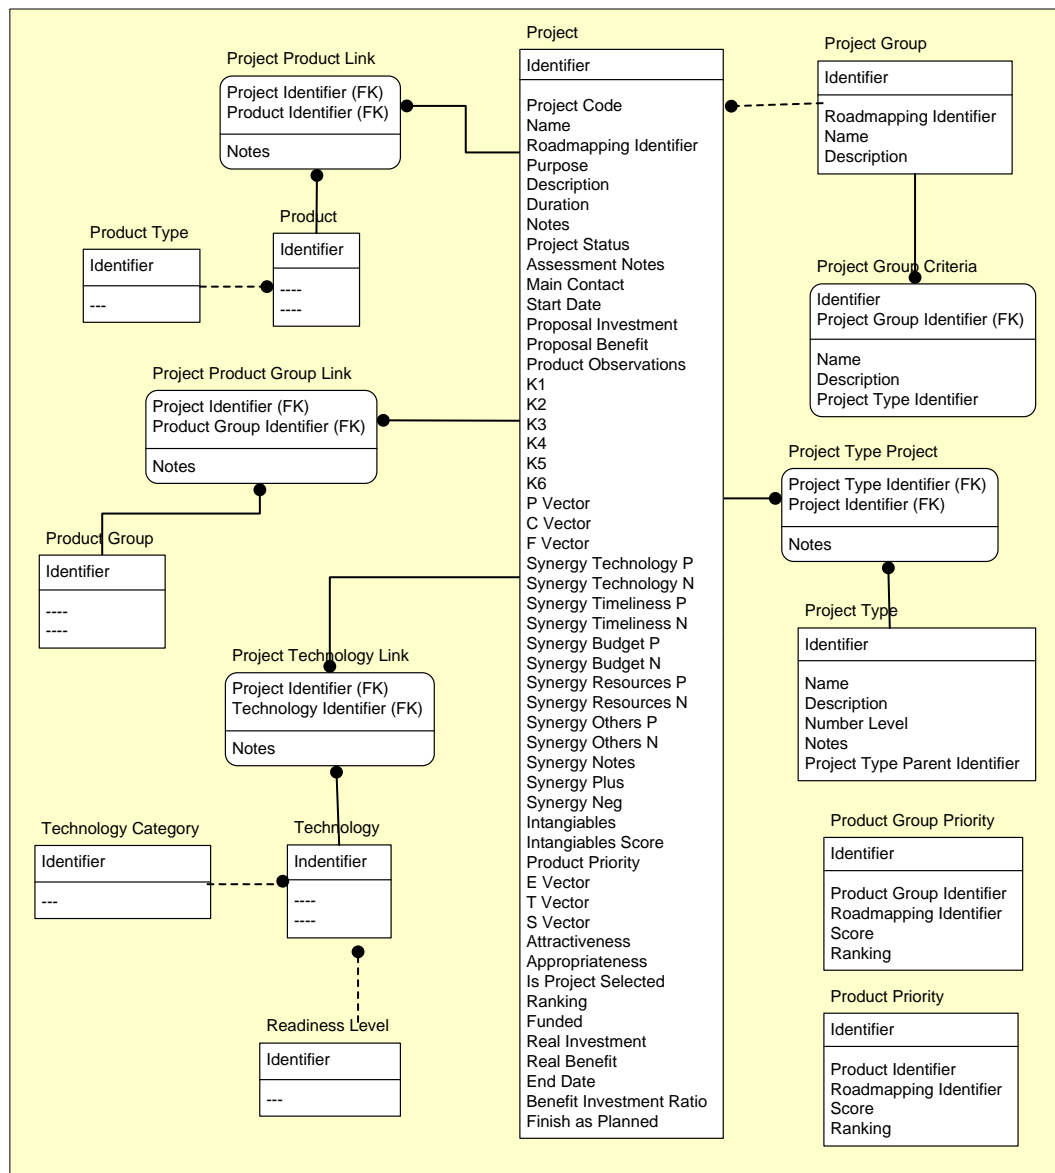 Project
Identifier
Project Code
Name
Roadmapping Identifier
Purpose
Description
Duration
Notes
Project Status
Assessment Notes
Main Contact
Start Date
Proposal Investment
Proposal Benefit
Product Observations
K1
K2
K3
K4
K5
K6
P Vector
C Vector
F Vector
Synergy Technology P
Synergy Technology N
Synergy Timeliness P
Synergy Timeliness N
Synergy Budget P
Synergy Budget N
Synergy Resources P
Synergy Resources N
Synergy Others P
Synergy Others N
Synergy Notes
Synergy Plus
Synergy Neg
Intangibles
Intangibles Score
Product Priority
E Vector
T Vector
S Vector
Attractiveness
Appropriateness
Is Project Selected
Ranking
Funded
Real Investment
Real Benefit
End Date
Benefit Investment Ratio
Finish as Planned
Project Product Link
Project Identifier (FK)
Product Identifier (FK)
Notes
Product Type
Identifier
---
Product
Identifier
----
----
Project Product Group Link
Project Identifier (FK)
Product Group Identifier (FK)
Notes
Product Group
Identifier
----
----
Project Technology Link
Project Identifier (FK)
Technology Identifier (FK)
Notes
Technology Category
Identifier
---
Technology
Indentifier
----
----
Readiness Level
Identifier
---
Project Group
Identifier
Roadmapping Identifier
Name
Description
Project Group Criteria
Identifier
Project Group Identifier (FK)
Name
Description
Project Type Identifier
Project Type Project
Project Type Identifier (FK)
Project Identifier (FK)
Notes
Project Type
Identifier
Name
Description
Number Level
Notes
Project Type Parent Identifier
Product Group Priority
Identifier
Product Group Identifier
Roadmapping Identifier
Score
Ranking
Product Priority
Identifier
Product Identifier
Roadmapping Identifier
Score
Ranking